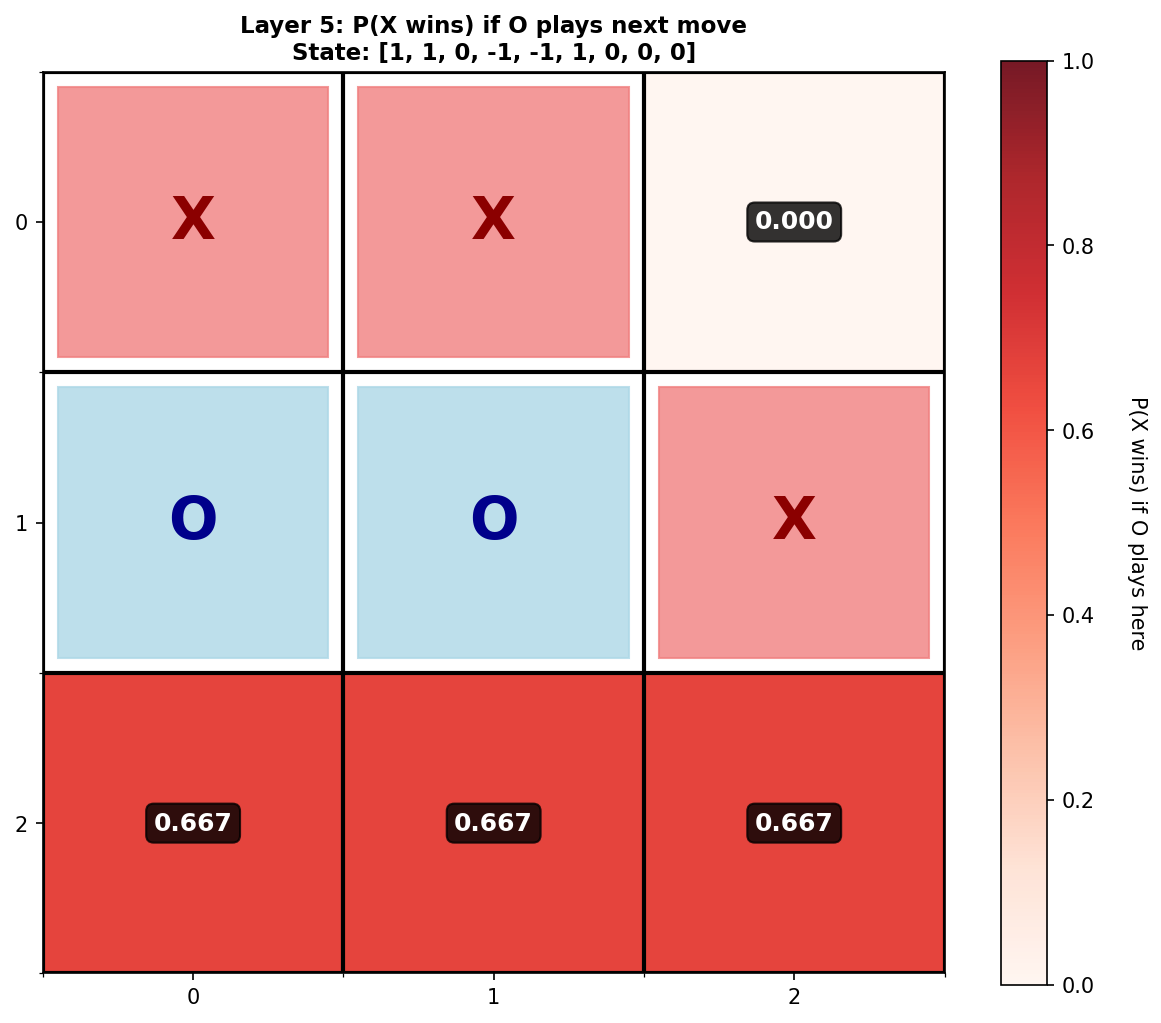 Layer 5: P(X wins) if O plays next move
State: [1, 1, 0, -1, -1, 1, 0, 0, 0]
0
X
X
0.000
1
O
O
X
2
0.667
0.667
0.667
0
1
2
1.0
0.8
0.6
0.4
0.2
0.0
P(X wins) if O plays here